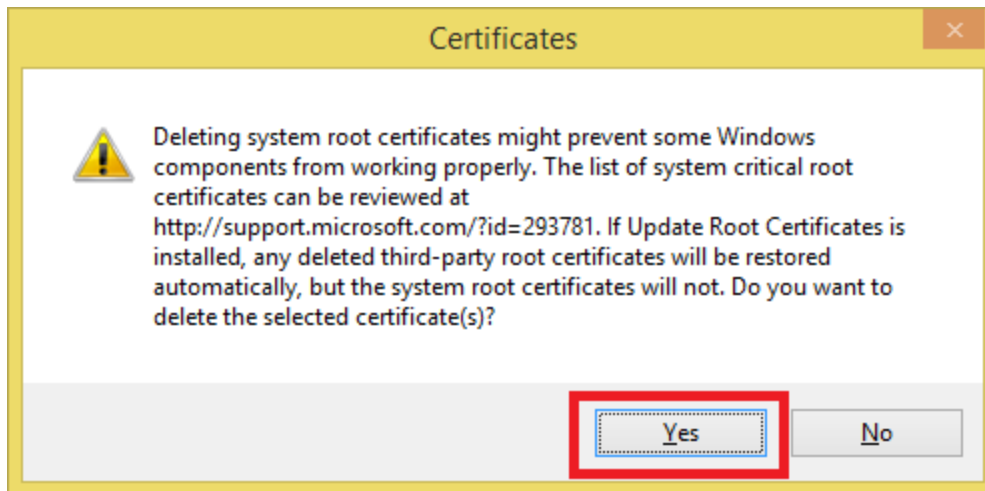 Certificates
Deleting system root certificates might prevent some Windows
components from working properly. The list of system critical root
certificates can be reviewed at
http://support.microsoft.com/?id=293781. If Update Root Certificates is
installed, any deleted third-party root certificates will be restored
automatically, but the system root certificates will not. Do you want to
delete the selected certificate(s)?
Yes
No